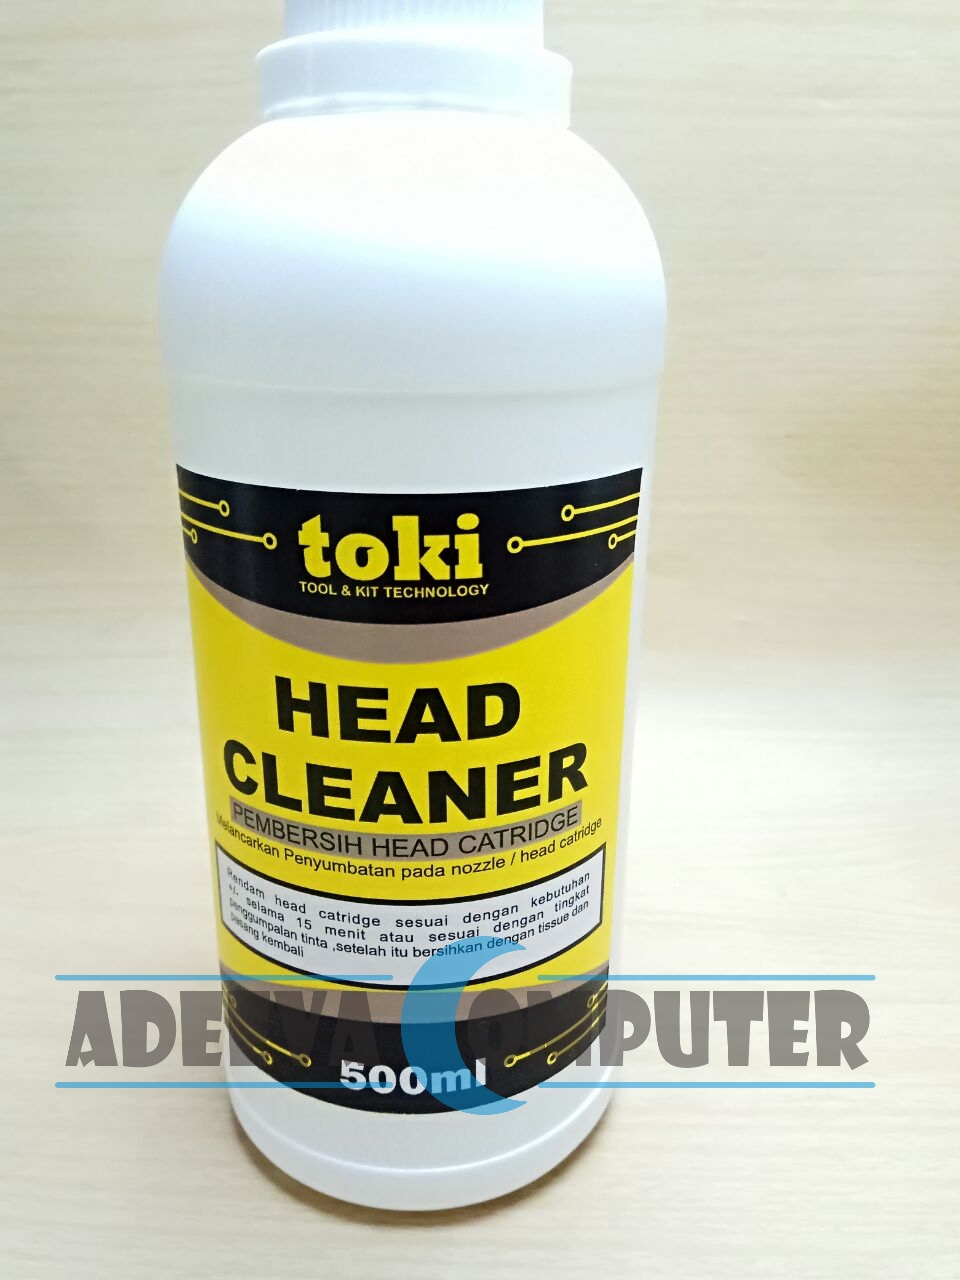 toki
TOOL & KIT TECHNOLOGY
HEAD
CLEANER
PEMBERSIH HEAD CATRIDGE
Melancarkan Penyumbatan pada nozzle / head catridge
Rendam head catridge sesuai dengan kebutuhan
+/- selama 15 menit atau sesuai dengan tingkat
penggumpalan tinta ,setelah itu bersihkan dengan tissue dan
pasang kembali
COMPUTER
500ml